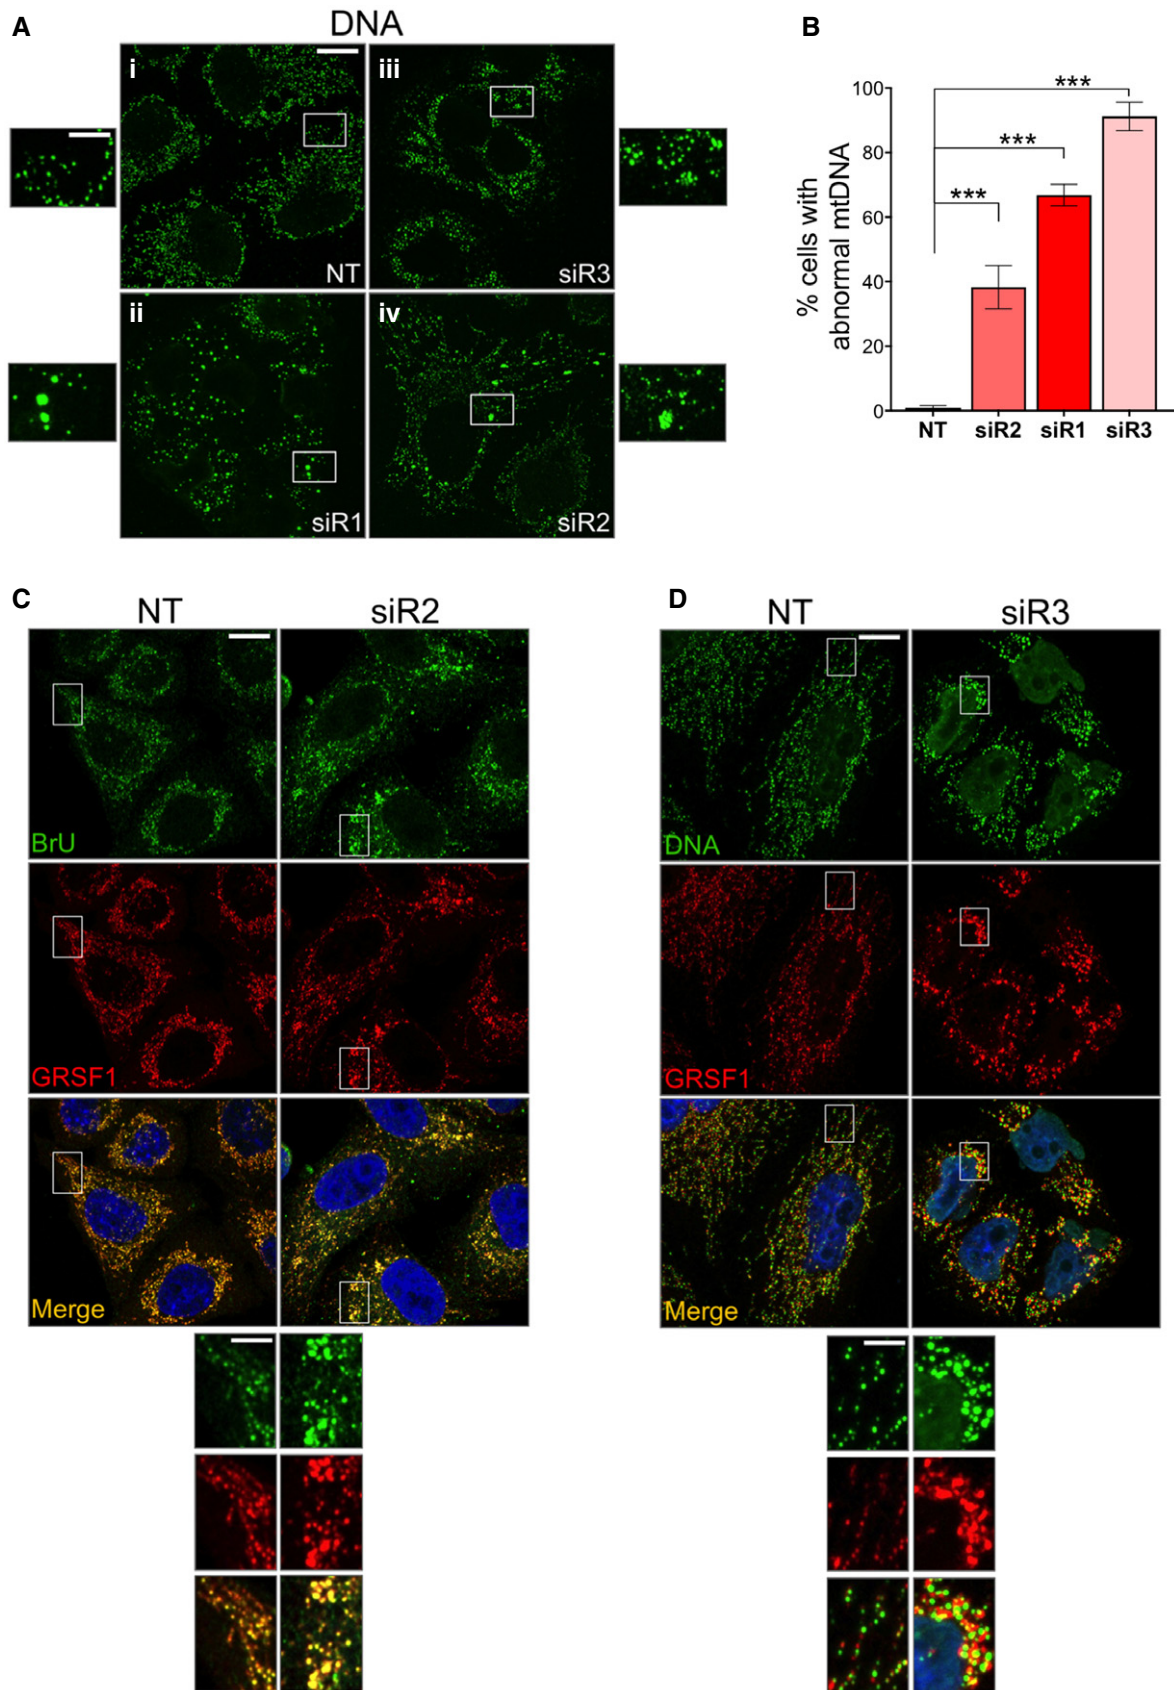 A
DNA
i
NT
iii
siR3
ii
siR1
iv
siR2
B
% cells with
abnormal mtDNA
100
80
60
40
20
0
***
***
***
NT siR2 siR1 siR3
C
NT siR2
BrU
GRSF1
Merge
D
NT siR3
DNA
GRSF1
Merge